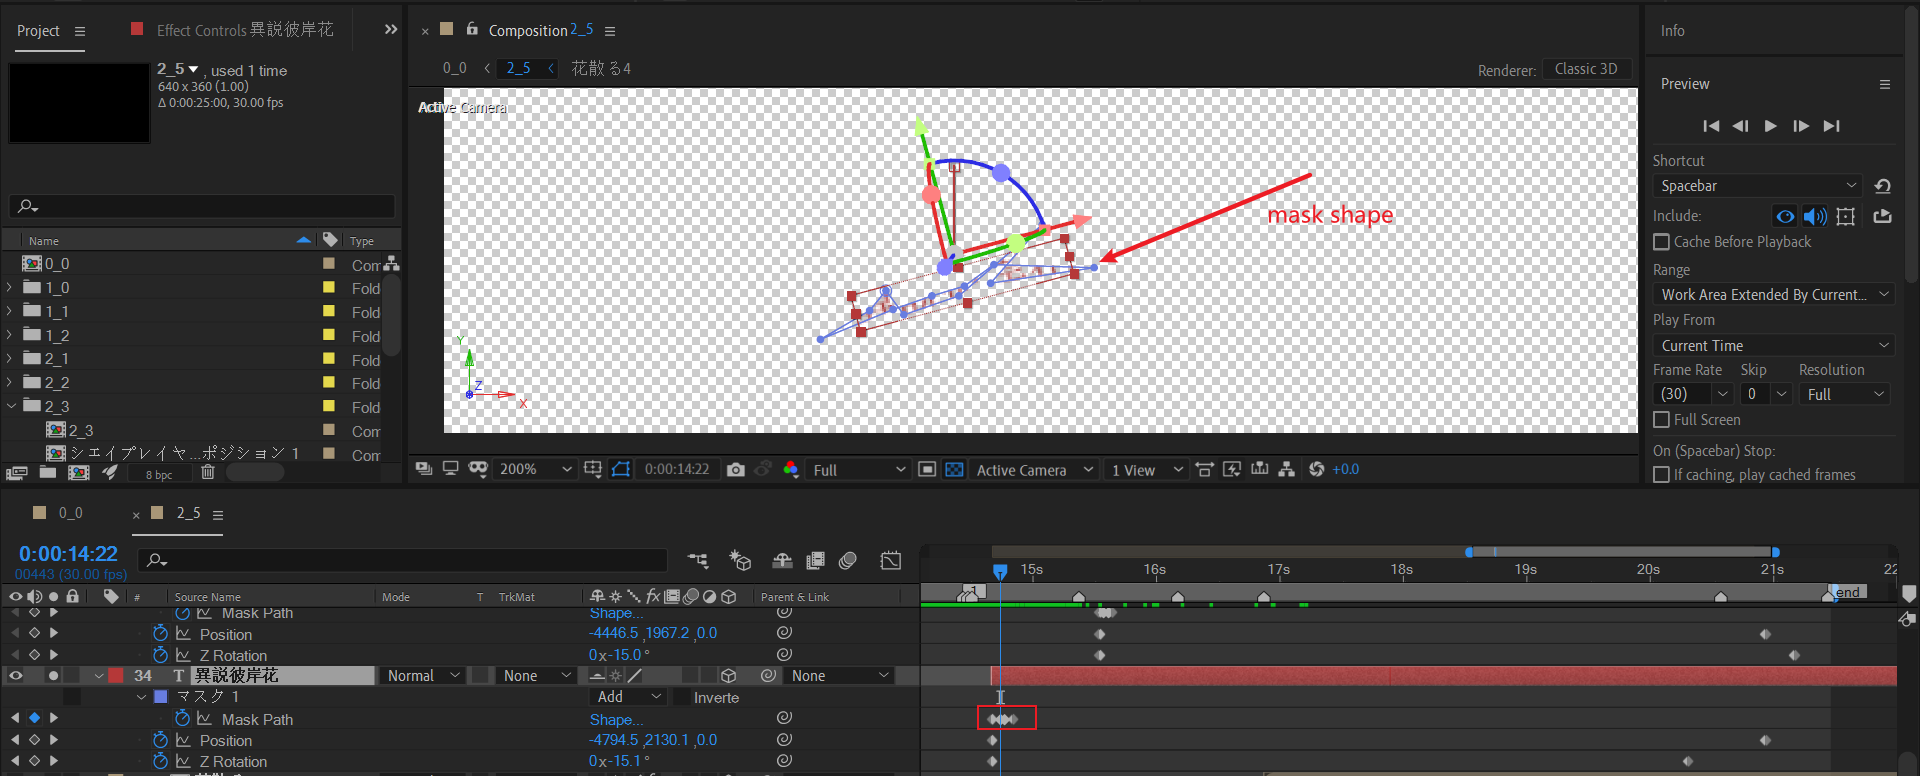 Project
Effect Controls 異説彼岸花
2_5 , used 1 time
640 x 360 (1.00)
Δ 0:00:25:00, 30.00 fps
Name
Type
0_0
Com
1_0
Fold
1_1
Fold
1_2
Fold
2_1
Fold
2_2
Fold
2_3
Fold
2_3
Com
シエイプレイヤ...ポジション 1
Com
8 bpc
Composition 2_5
0_0
2_5
花散る4
Renderer:
Classic 3D
Active Camera
mask shape
Y
Z
X
200%
0:00:14:22
Full
Active Camera
1 View
+0.0
Info
Preview
Shortcut
Spacebar
Include:
Cache Before Playback
Range
Work Area Extended By Current...
Play From
Current Time
Frame Rate
Skip
Resolution
(30)
0
Full
Full Screen
On (Spacebar) Stop:
If caching, play cached frames
0_0
2_5
0:00:14:22
00443 (30.00 fps)
15s
16s
17s
18s
19s
20s
21s
22
#
Source Name
Mode
T
TrkMat
fx
Parent & Link
1
end
Mask Path
Shape...
Position
-4446.5 ,1967.2 ,0.0
Z Rotation
0x-15.0 °
34
T
異説彼岸花
Normal
None
None
マスク 1
Add
Inverte
Mask Path
Shape...
Position
-4794.5,2130.1 ,0.0
Z Rotation
0x-15.1 °